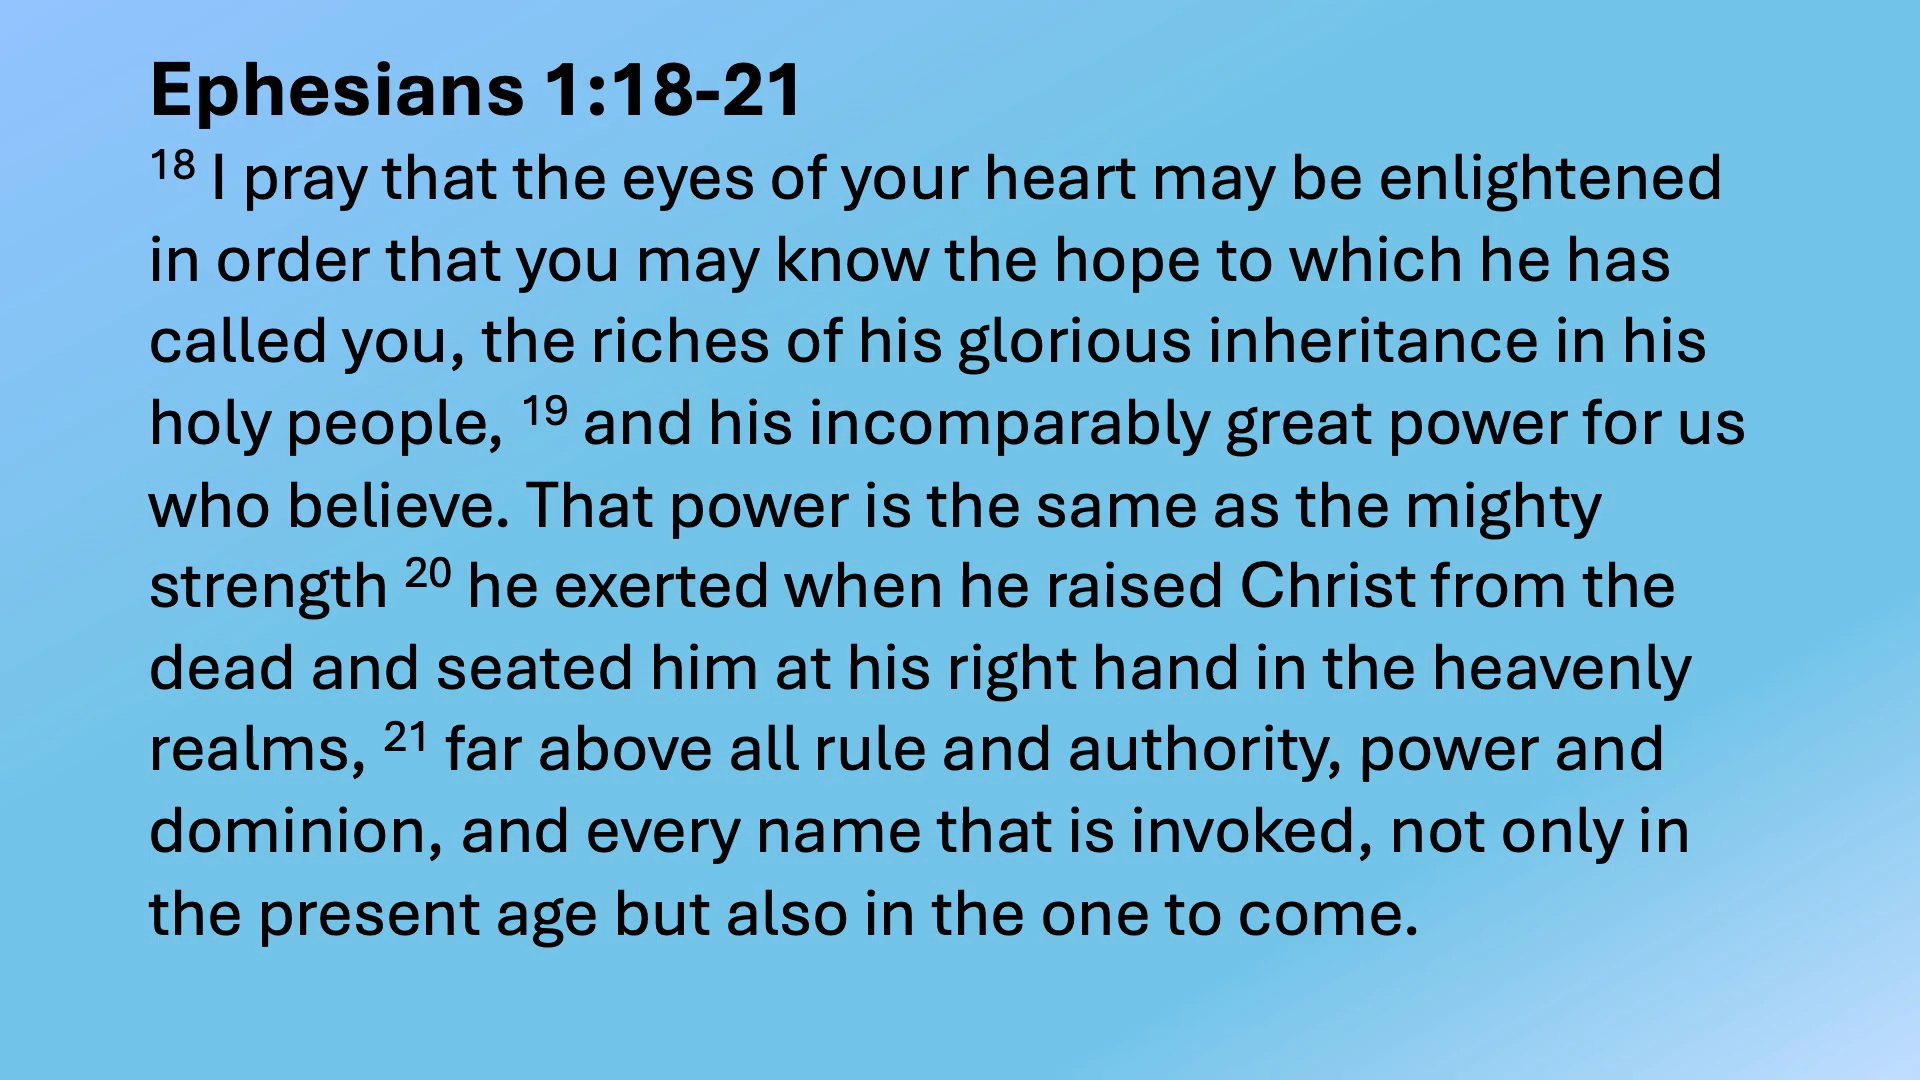 Ephesians 1:18-21
18 I pray that the eyes of your heart may be enlightened
in order that you may know the hope to which he has
called you, the riches of his glorious inheritance in his
holy people, 19 and his incomparably great power for us
who believe. That power is the same as the mighty
strength 20 he exerted when he raised Christ from the
dead and seated him at his right hand in the heavenly
realms, 21 far above all rule and authority, power and
dominion, and every name that is invoked, not only in
the present age but also in the one to come.